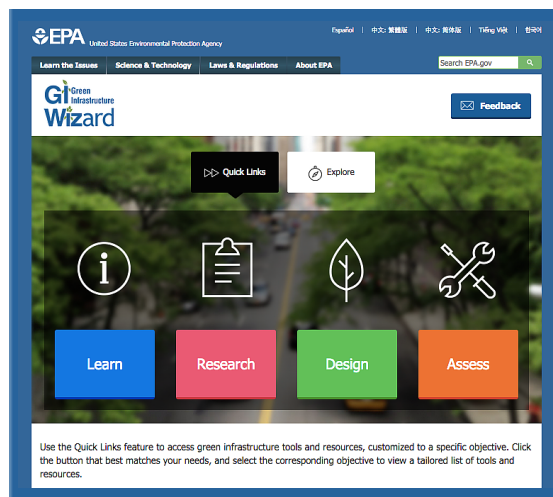 Español | 中文: 繁體版 | 中文: 简体版 | Tiếng Việt | 한국어
EPA United States Environmental Protection Agency
Learn the Issues Science & Technology Laws & Regulations About EPA Search EPA.gov
GI Green Infrastructure
Wizard
Feedback
Quick Links Explore
i
Learn Research Design Assess
Use the Quick Links feature to access green infrastructure tools and resources, customized to a specific objective. Click
the button that best matches your needs, and select the corresponding objective to view a tailored list of tools and
resources.